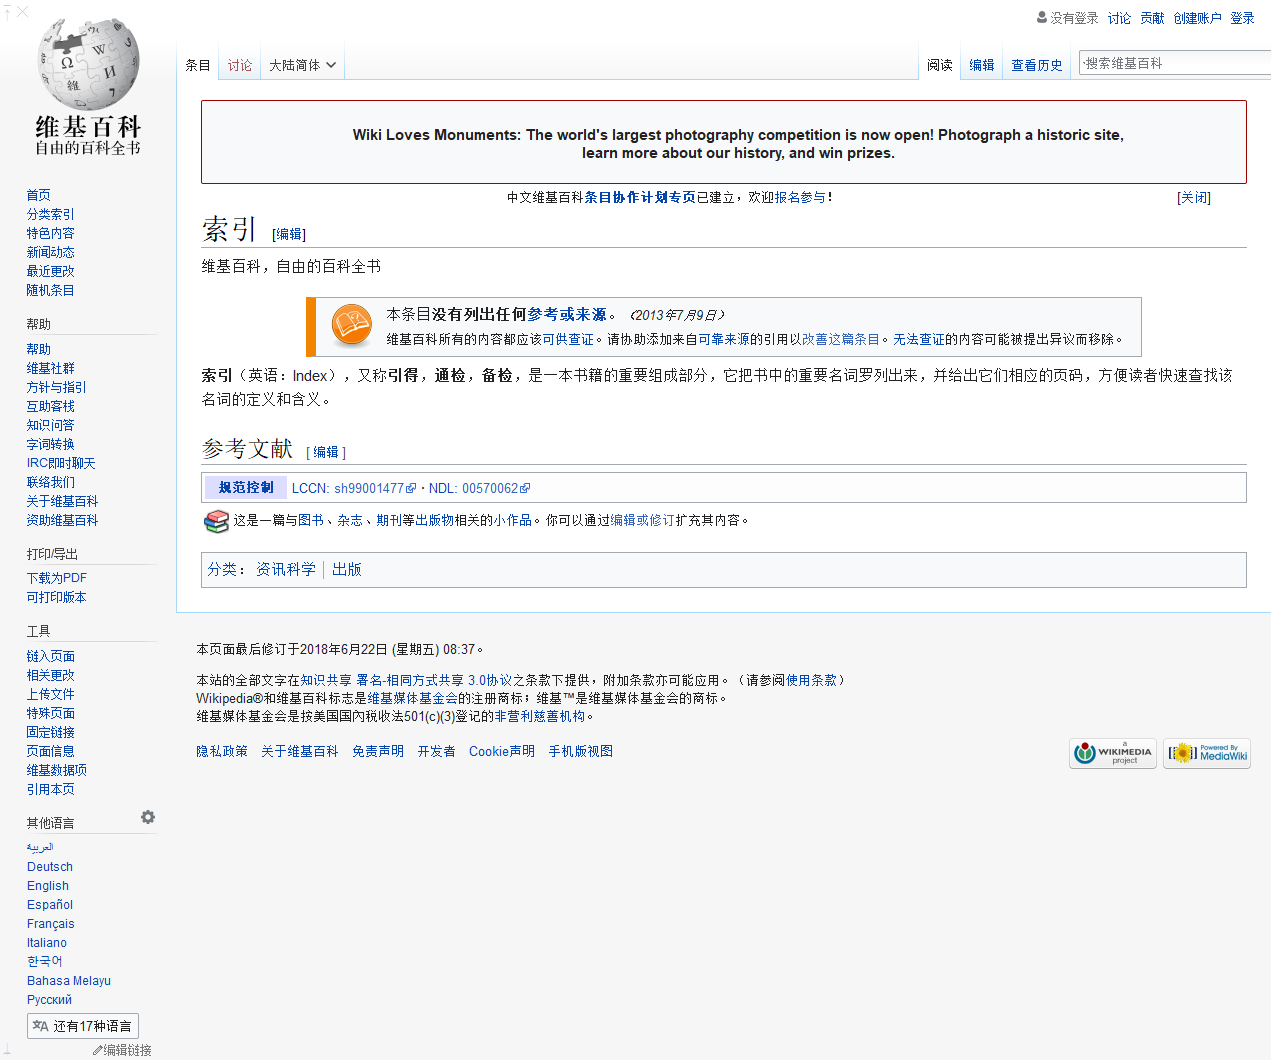 没有登录 讨论 贡献 创建账户 登录
条目 讨论 大陆简体 阅读 编辑 查看历史 搜索维基百科
维基百科
自由的百科全书
Wiki Loves Monuments: The world's largest photography competition is now open! Photograph a historic site,
learn more about our history, and win prizes.
中文维基百科条目协作计划专页已建立，欢迎报名参与！ [关闭]
索引 [编辑]
维基百科，自由的百科全书
本条目没有列出任何参考或来源。（2013年7月9日）
维基百科所有的内容都应该可供查证。请协助添加来自可靠来源的引用以改善这篇条目。无法查证的内容可能被提出异议而移除。
索引（英语：Index），又称引得，通检，备检，是一本书籍的重要组成部分，它把书中的重要名词罗列出来，并给出它们相应的页码，方便读者快速查找该
名词的定义和含义。
参考文献 [ 编辑 ]
规范控制 LCCN: sh99001477 · NDL: 00570062
这是一篇与图书、杂志、期刊等出版物相关的小作品。你可以通过编辑或修订扩充其内容。
分类： 资讯科学 | 出版
首页
分类索引
特色内容
新闻动态
最近更改
随机条目
帮助
帮助
维基社群
方针与指引
互助客栈
知识问答
字词转换
IRC即时聊天
联络我们
关于维基百科
资助维基百科
打印/导出
下载为PDF
可打印版本
工具
链入页面
相关更改
上传文件
特殊页面
固定链接
页面信息
维基数据项
引用本页
其他语言
العربية
Deutsch
English
Español
Français
Italiano
한국어
Bahasa Melayu
Русский
还有17种语言
编辑链接
本页面最后修订于2018年6月22日 (星期五) 08:37。
本站的全部文字在知识共享 署名-相同方式共享 3.0协议之条款下提供，附加条款亦可能应用。（请参阅使用条款）
Wikipedia®和维基百科标志是维基媒体基金会的注册商标；维基™是维基媒体基金会的商标。
维基媒体基金会是按美国国內税收法501(c)(3)登记的非营利慈善机构。
隐私政策 关于维基百科 免责声明 开发者 Cookie声明 手机版视图
a
WIKIMEDIA
project
Powered By
MediaWiki